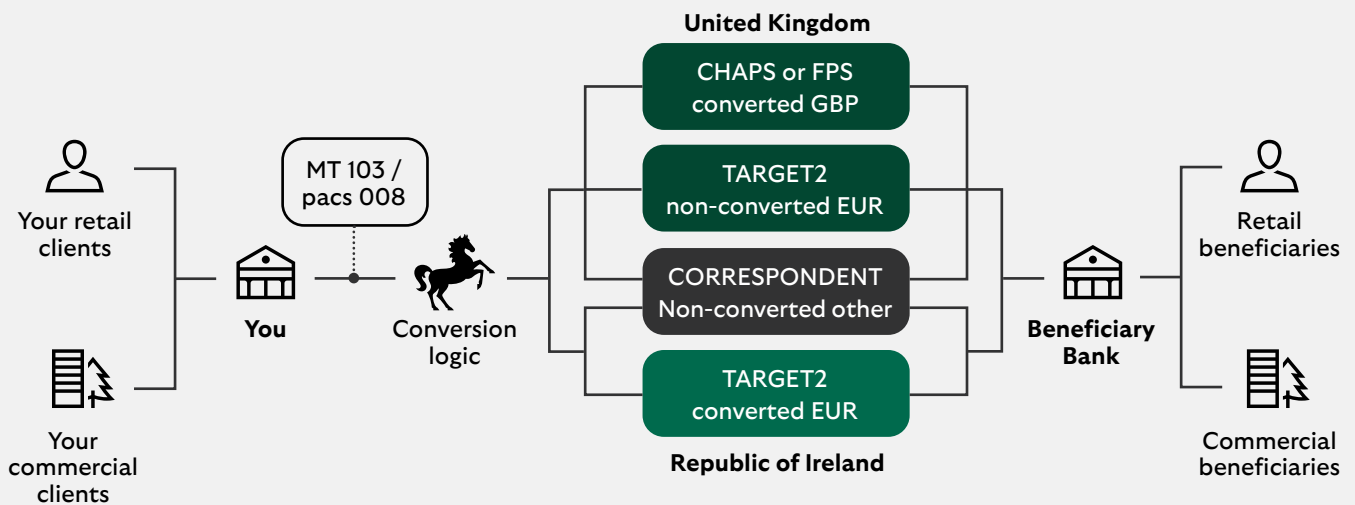 United Kingdom
CHAPS or FPS
converted GBP
MT 103 /
pacs 008
TARGET2
non-converted EUR
Your retail
clients
Retail
beneficiaries
CORRESPONDENT
Non-converted other
You
Conversion
logic
Beneficiary
Bank
TARGET2
converted EUR
Your
commercial
clients
Commercial
beneficiaries
Republic of Ireland